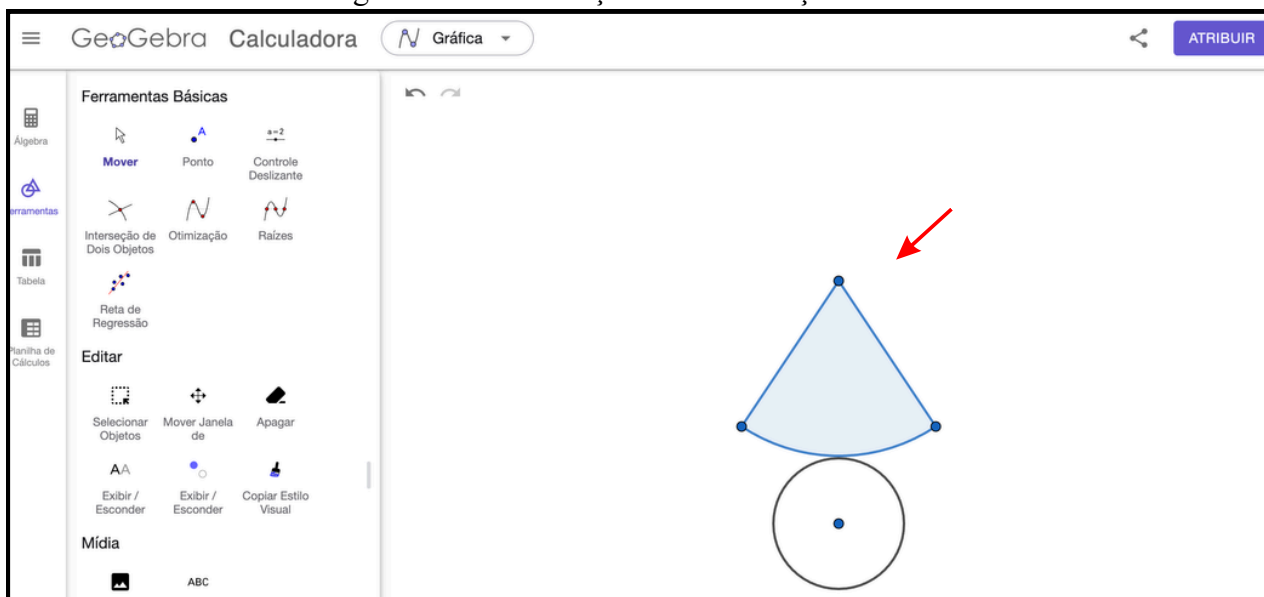 GeoGebra Calculadora
Gráfica
ATRIBUIR
Álgebra
erramentas
Tabela
Planilha de
Cálculos
Ferramentas Básicas
A
a=2
Mover
Ponto
Controle
Deslizante
Interseção de
Dois Objetos
Otimização
Raízes
Reta de
Regressão
Editar
Selecionar
Objetos
Mover Janela
de
Apagar
AA
Exibir /
Esconder
Exibir /
Esconder
Copiar Estilo
Visual
Mídia
ABC